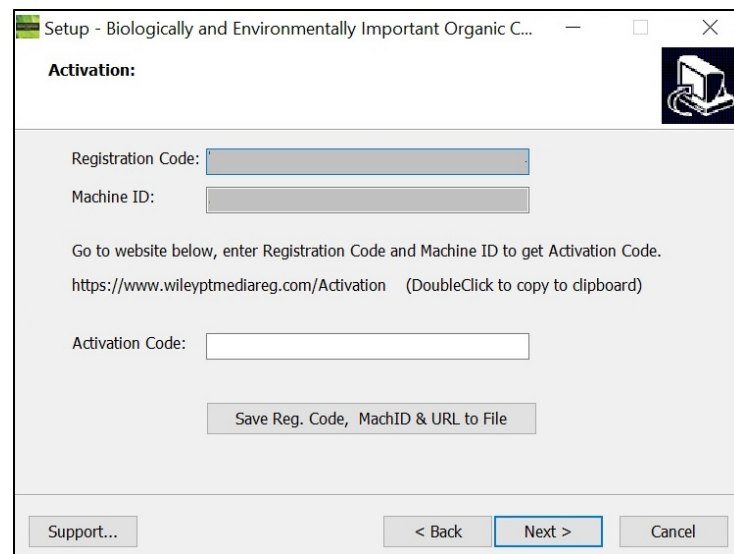 Setup - Biologically and Environmentally Important Organic C...
Activation:
Registration Code:
Machine ID:
Go to website below, enter Registration Code and Machine ID to get Activation Code.
https://www.wileyptmediareg.com/Activation (DoubleClick to copy to clipboard)
Activation Code:
Save Reg. Code, MachID & URL to File
Support... < Back Next > Cancel